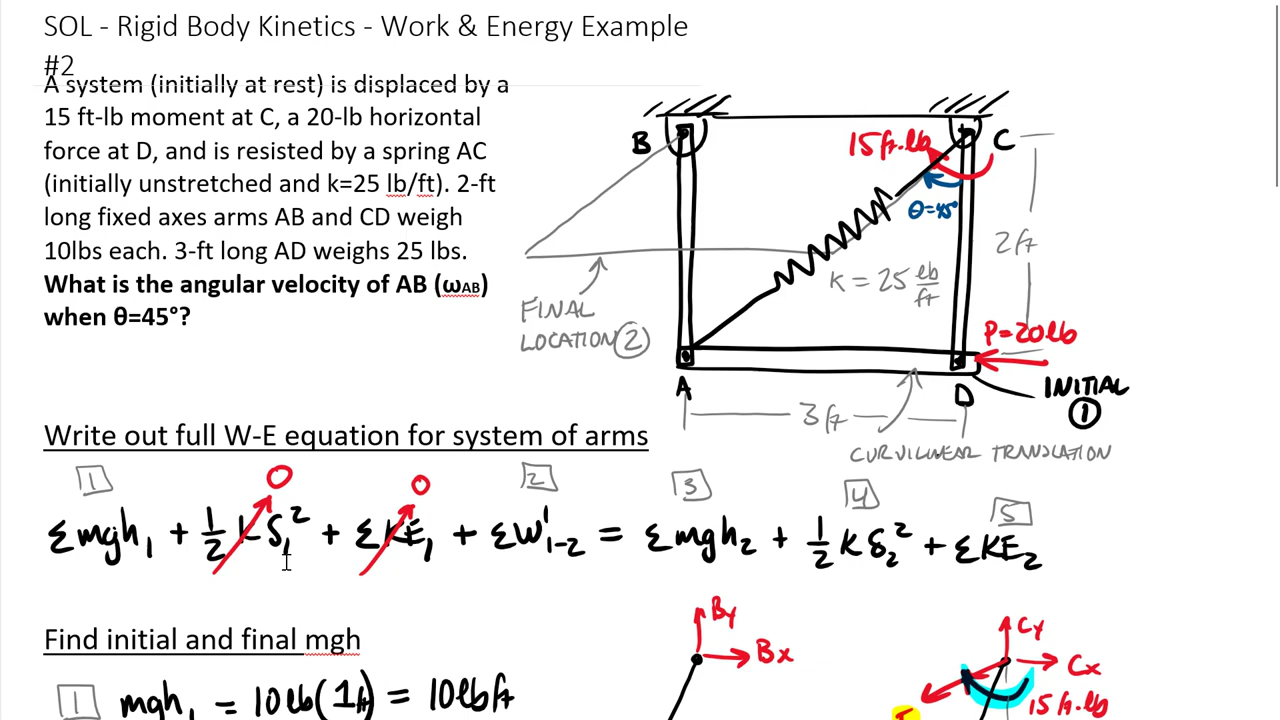 SOL - Rigid Body Kinetics - Work & Energy Example
#2
A system (initially at rest) is displaced by a
15 ft-lb moment at C, a 20-lb horizontal
force at D, and is resisted by a spring AC
(initially unstretched and k=25 lb/ft). 2-ft
long fixed axes arms AB and CD weigh
10lbs each. 3-ft long AD weighs 25 lbs.
What is the angular velocity of AB (ωAB)
when θ=45°?
B
C
15ft.lb
θ=45°
2ft
K = 25 lb/ft
FINAL
LOCATION 2
P=20lb
A
D
INITIAL
1
3ft
CURVILINEAR TRANSLATION
Write out full W-E equation for system of arms
1
0
0
2
3
4
5
Σmgh₁ + 1/2 kδ₁² + ΣKE₁ + ΣW'₁₋₂ = Σmgh₂ + 1/2 kδ₂² + ΣKE₂
Find initial and final mgh
By
Bx
Cy
Cx
15ft.lb
1 mgh₁ = 10lb(1ft) = 10lbft